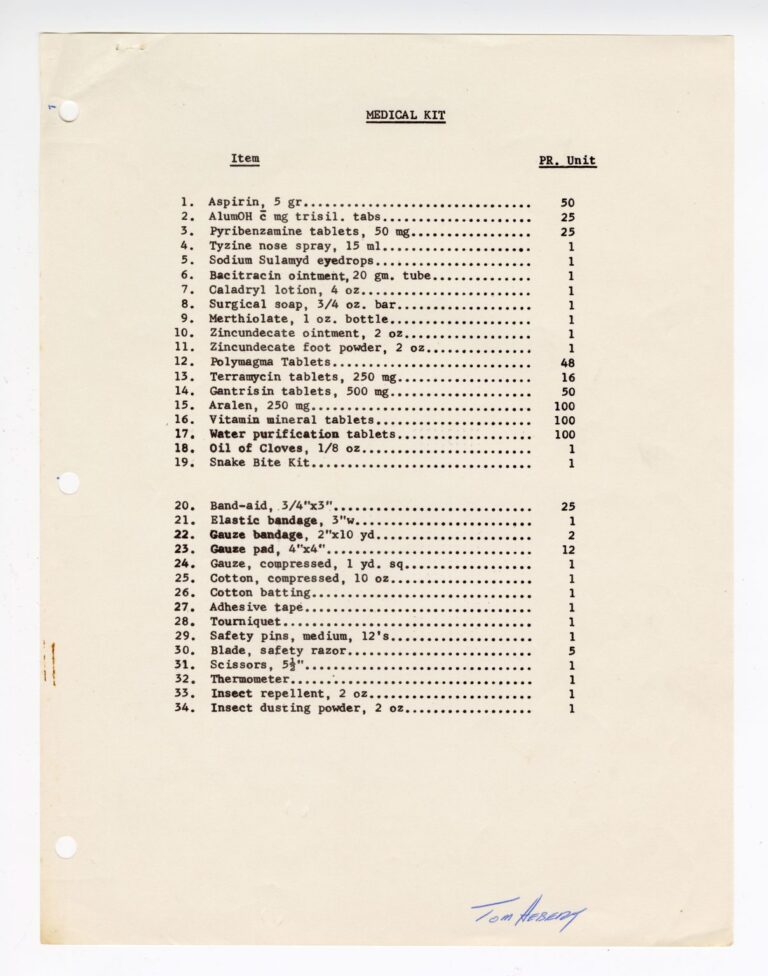 MEDICAL KIT
Item PR. Unit
1. Aspirin, 5 gr............................. 50
2. AlumOH c̄ mg trisil. tabs................... 25
3. Pyribenzamine tablets, 50 mg............... 25
4. Tyzine nose spray, 15 ml................... 1
5. Sodium Sulamyd eyedrops.................... 1
6. Bacitracin ointment, 20 gm. tube............. 1
7. Caladryl lotion, 4 oz...................... 1
8. Surgical soap, 3/4 oz. bar................. 1
9. Merthiolate, 1 oz. bottle.................. 1
10. Zincundecate ointment, 2 oz................ 1
11. Zincundecate foot powder, 2 oz............. 1
12. Polymagma Tablets.......................... 48
13. Terramycin tablets, 250 mg................. 16
14. Gantrisin tablets, 500 mg.................. 50
15. Aralen, 250 mg............................. 100
16. Vitamin mineral tablets.................... 100
17. Water purification tablets................. 100
18. Oil of Cloves, 1/8 oz...................... 1
19. Snake Bite Kit............................. 1
20. Band-aid, 3/4"x3".......................... 25
21. Elastic bandage, 3"w....................... 1
22. Gauze bandage, 2"x10 yd.................... 2
23. Gauze pad, 4"x4"........................... 12
24. Gauze, compressed, 1 yd. sq................ 1
25. Cotton, compressed, 10 oz.................. 1
26. Cotton batting............................. 1
27. Adhesive tape.............................. 1
28. Tourniquet................................. 1
29. Safety pins, medium, 12's.................. 1
30. Blade, safety razor........................ 5
31. Scissors, 5½".............................. 1
32. Thermometer................................ 1
33. Insect repellent, 2 oz..................... 1
34. Insect dusting powder, 2 oz................ 1
Tom